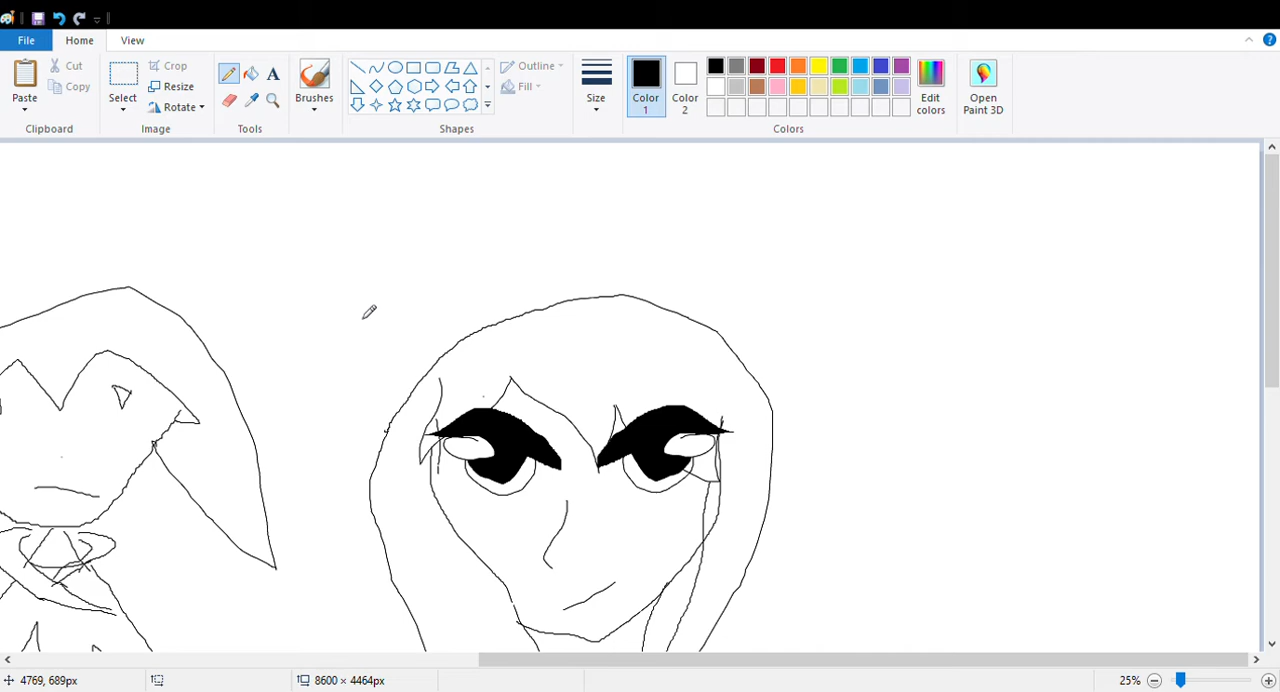 File Home View
Paste Cut Copy
Clipboard
Select Crop Resize Rotate
Image
A
Tools
Brushes
Outline
Fill
Shapes
Size
Color 1
Color 2
Edit colors
Colors
Open Paint 3D
4769, 689px 8600 × 4464px 25%